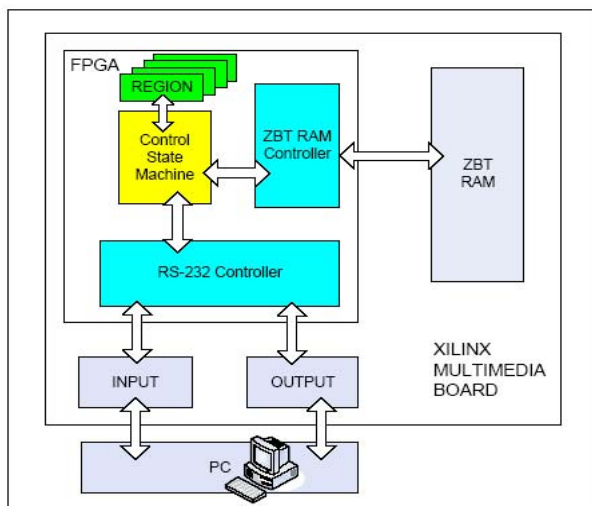 FPGA
REGION
Control
State
Machine
ZBT RAM
Controller
ZBT
RAM
RS-232 Controller
INPUT
OUTPUT
XILINX
MULTIMEDIA
BOARD
PC